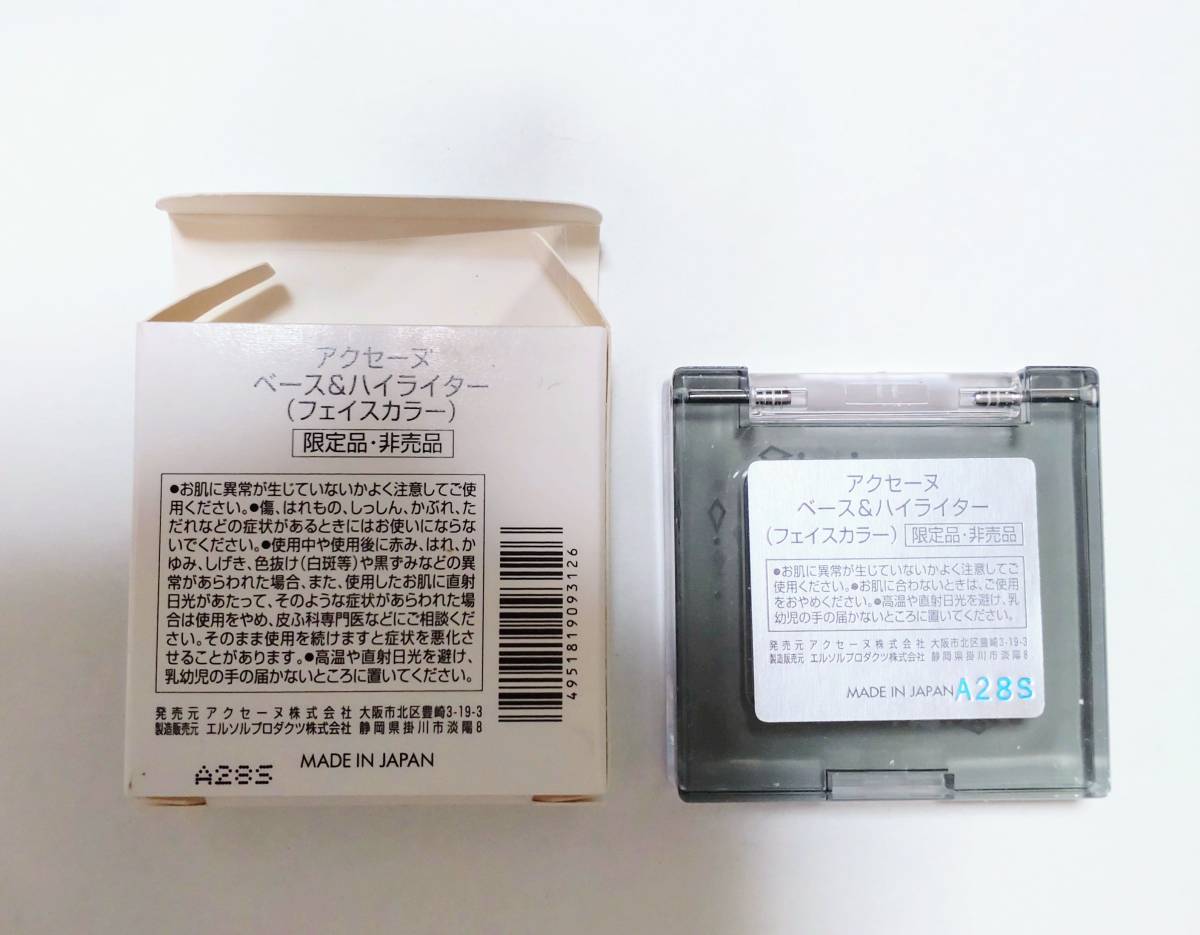 アクセーヌ
ベース&ハイライター
(フェイスカラー)
限定品・非売品
●お肌に異常が生じていないかよく注意してご使
用ください。●傷、はれもの、しっしん、かぶれ、た
だれなどの症状があるときにはお使いにならな
いでください。●使用中や使用後に赤み、はれ、か
ゆみ、しげき、色抜け(白斑等)や黒ずみなどの異
常があらわれた場合、また、使用したお肌に直射
日光があたって、そのような症状があらわれた場
合は使用をやめ、皮ふ科専門医などにご相談くだ
さい。そのまま使用を続けますと症状を悪化さ
せることがあります。●高温や直射日光を避け、
乳幼児の手の届かないところに置いてください。
発売元 アクセーヌ株式会社 大阪市北区豊崎3-19-3
製造販売元 エルソルプロダクツ株式会社 静岡県掛川市淡陽8
MADE IN JAPAN
A28S
4951819093126
アクセーヌ
ベース&ハイライター
(フェイスカラー) 限定品・非売品
●お肌に異常が生じていないかよく注意してご
使用ください。●お肌に合わないときは、ご使用
をおやめください。●高温や直射日光を避け、乳
幼児の手の届かないところに置いてください。
発売元 アクセーヌ株式会社 大阪市北区豊崎3-19-3
製造販売元 エルソルプロダクツ株式会社 静岡県掛川市淡陽8
MADE IN JAPAN A28S